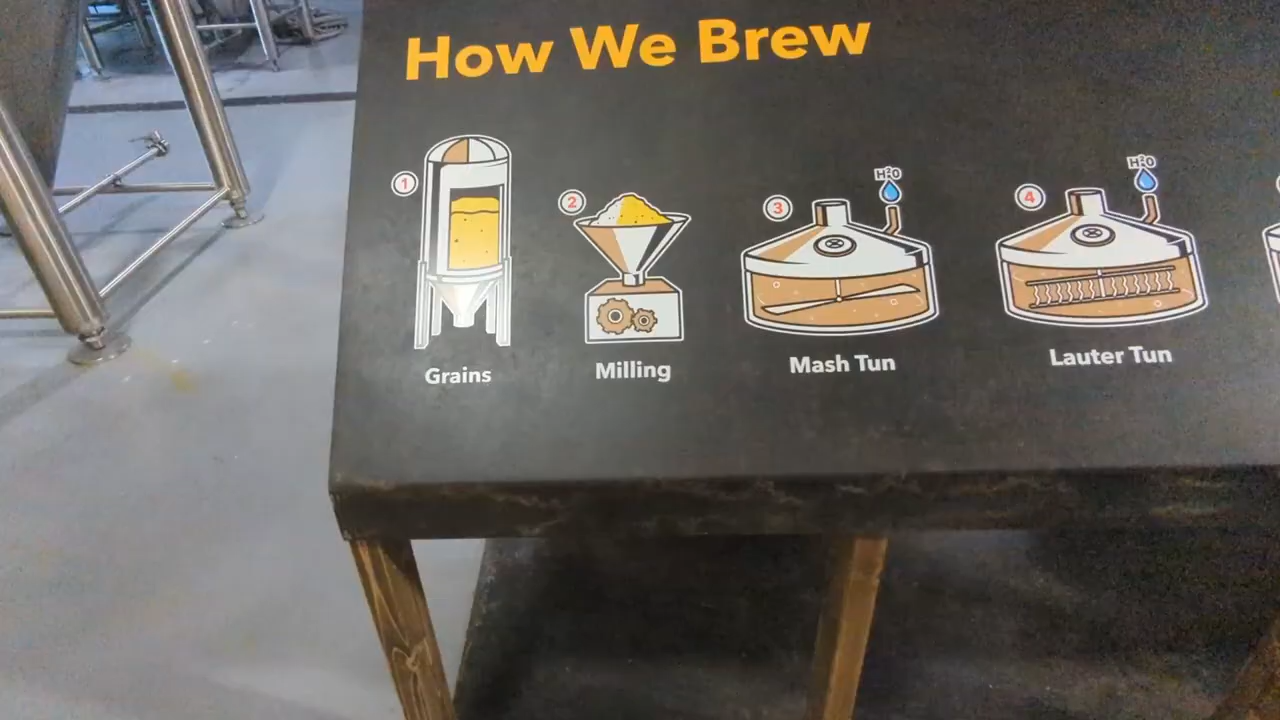 How We Brew
1
2
3
H²O
4
H²O
Grains
Milling
Mash Tun
Lauter Tun